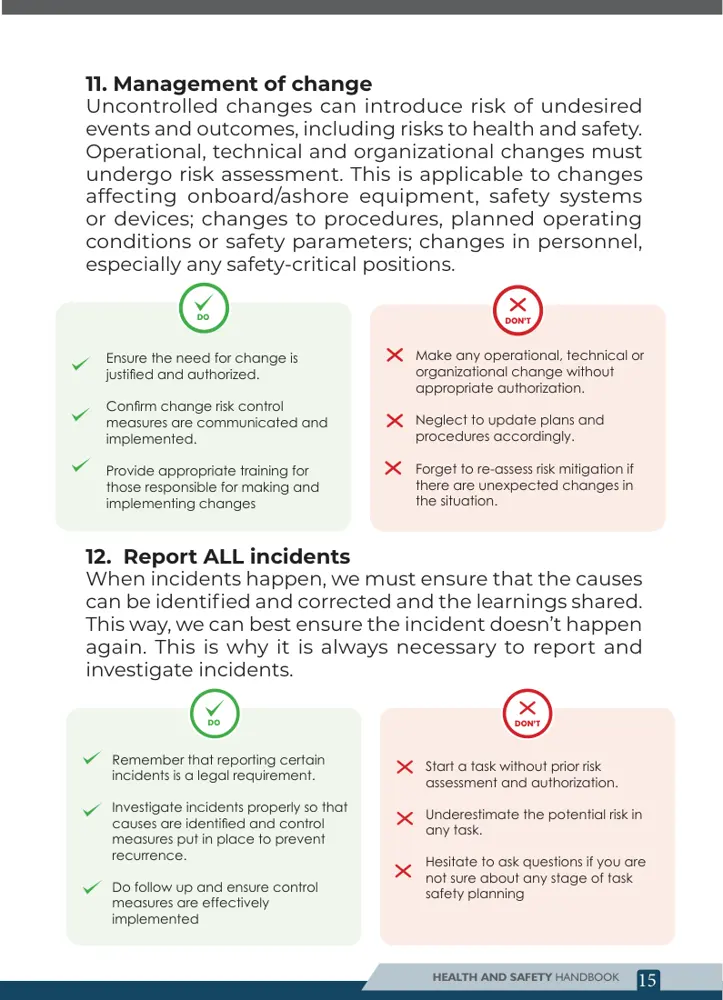 11. Management of change
Uncontrolled changes can introduce risk of undesired
events and outcomes, including risks to health and safety.
Operational, technical and organizational changes must
undergo risk assessment. This is applicable to changes
affecting onboard/ashore equipment, safety systems
or devices; changes to procedures, planned operating
conditions or safety parameters; changes in personnel,
especially any safety-critical positions.
DO
Ensure the need for change is
justified and authorized.
Confirm change risk control
measures are communicated and
implemented.
Provide appropriate training for
those responsible for making and
implementing changes
DON'T
Make any operational, technical or
organizational change without
appropriate authorization.
Neglect to update plans and
procedures accordingly.
Forget to re-assess risk mitigation if
there are unexpected changes in
the situation.
12. Report ALL incidents
When incidents happen, we must ensure that the causes
can be identified and corrected and the learnings shared.
This way, we can best ensure the incident doesn't happen
again. This is why it is always necessary to report and
investigate incidents.
DO
Remember that reporting certain
incidents is a legal requirement.
Investigate incidents properly so that
causes are identified and control
measures put in place to prevent
recurrence.
Do follow up and ensure control
measures are effectively
implemented
DON'T
Start a task without prior risk
assessment and authorization.
Underestimate the potential risk in
any task.
Hesitate to ask questions if you are
not sure about any stage of task
safety planning
HEALTH AND SAFETY HANDBOOK 15